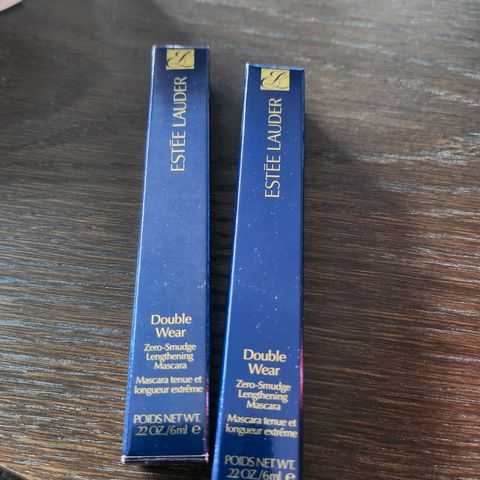 ESTĒE LAUDER
Double
Wear
Zero-Smudge
Lengthening
Mascara
Mascara tenue et
longueur extrême
POIDS NET WT.
.22 OZ./6ml e
ESTĒE LAUDER
Double
Wear
Zero-Smudge
Lengthening
Mascara
Mascara tenue et
longueur extrême
POIDS NET WT.
.22 OZ./6ml e